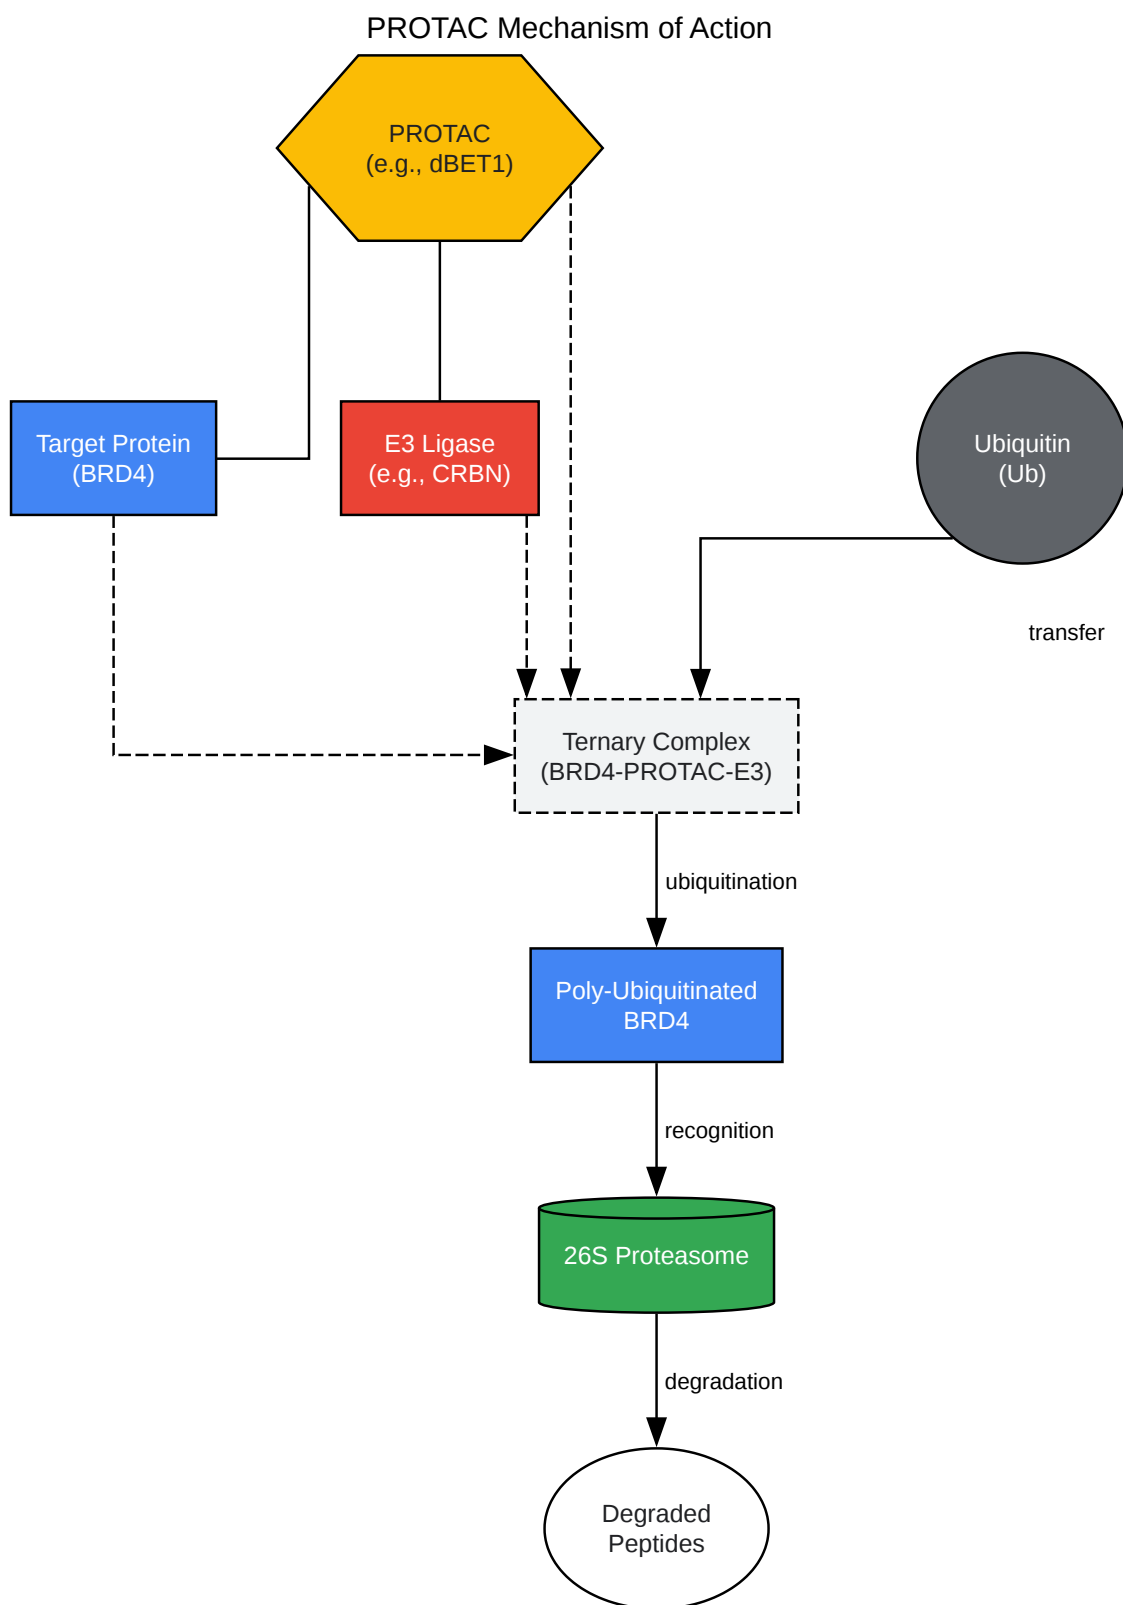 PROTAC Mechanism of Action
PROTAC
(e.g., dBET1)
Target Protein
(BRD4)
E3 Ligase
(e.g., CRBN)
Ubiquitin
(Ub)
transfer
Ternary Complex
(BRD4-PROTAC-E3)
ubiquitination
Poly-Ubiquitinated
BRD4
recognition
26S Proteasome
degradation
Degraded
Peptides